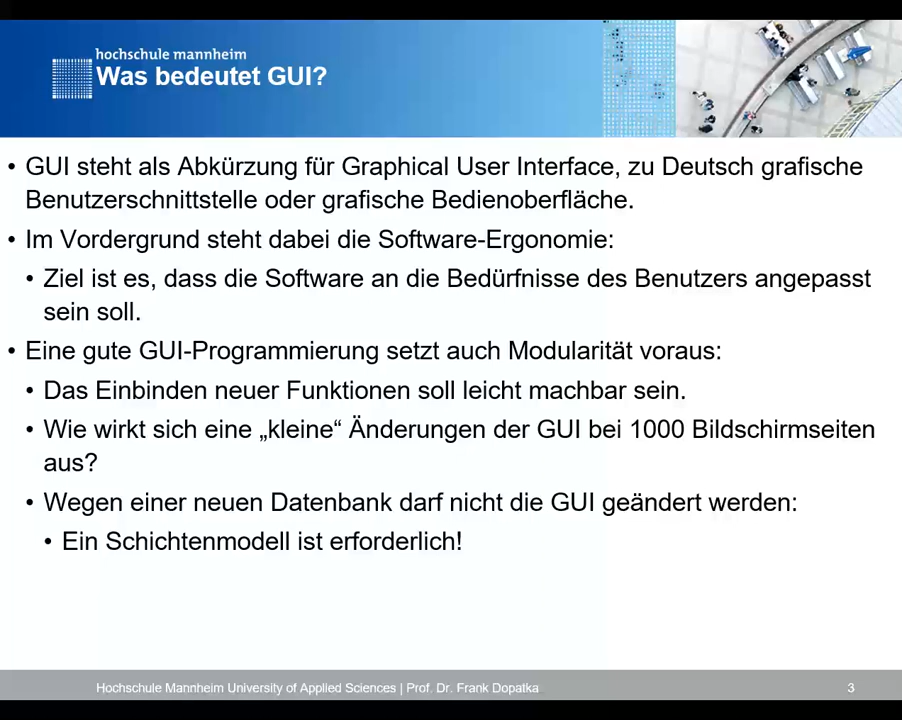 hochschule mannheim
Was bedeutet GUI?
• GUI steht als Abkürzung für Graphical User Interface, zu Deutsch grafische
Benutzerschnittstelle oder grafische Bedienoberfläche.
• Im Vordergrund steht dabei die Software-Ergonomie:
• Ziel ist es, dass die Software an die Bedürfnisse des Benutzers angepasst
sein soll.
• Eine gute GUI-Programmierung setzt auch Modularität voraus:
• Das Einbinden neuer Funktionen soll leicht machbar sein.
• Wie wirkt sich eine „kleine“ Änderungen der GUI bei 1000 Bildschirmseiten
aus?
• Wegen einer neuen Datenbank darf nicht die GUI geändert werden:
• Ein Schichtenmodell ist erforderlich!
Hochschule Mannheim University of Applied Sciences | Prof. Dr. Frank Dopatka
3